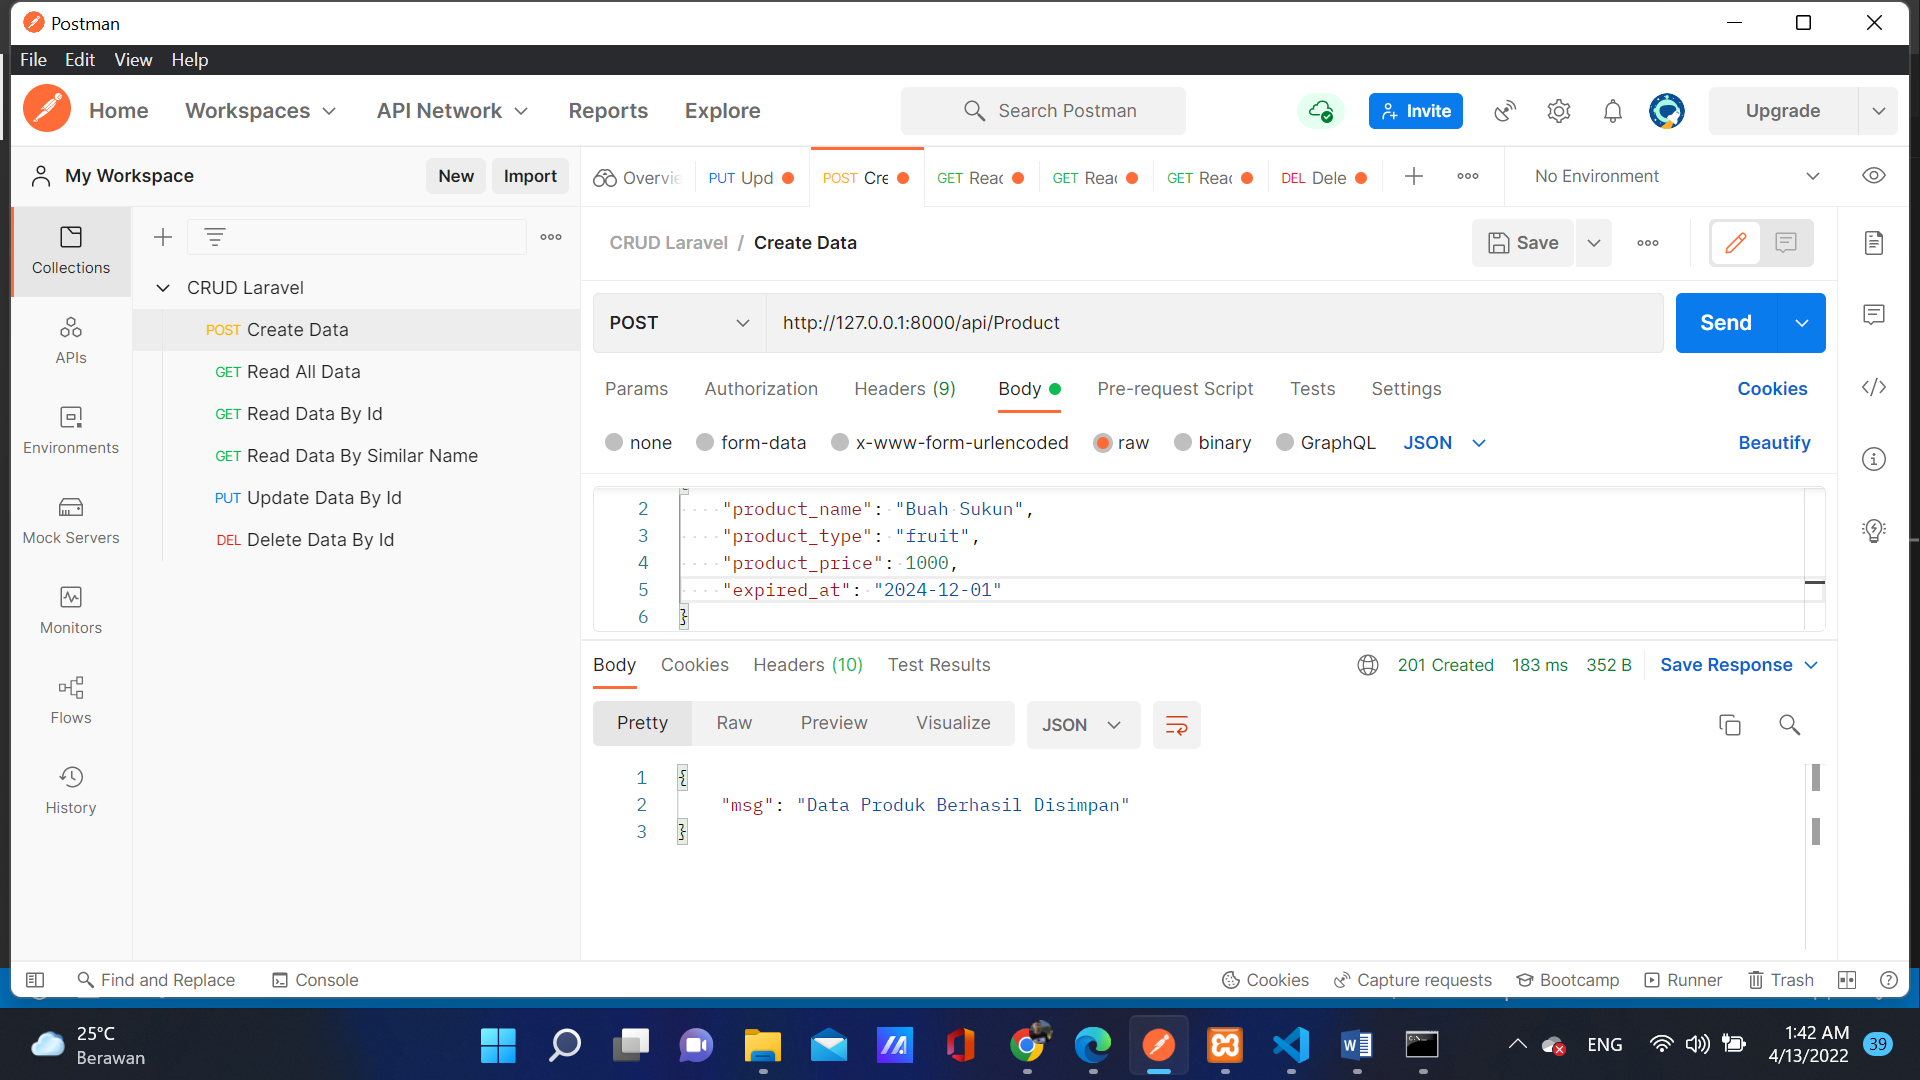 Postman
File Edit View Help
Home Workspaces API Network Reports Explore Search Postman Invite Upgrade
My Workspace New Import
Overvie PUT Upd POST Cre GET Read GET Rea GET Read DEL Dele No Environment
Collections
APIs
Environments
Mock Servers
Monitors
Flows
History
CRUD Laravel
POST Create Data
GET Read All Data
GET Read Data By Id
GET Read Data By Similar Name
PUT Update Data By Id
DEL Delete Data By Id
CRUD Laravel / Create Data Save
POST http://127.0.0.1:8000/api/Product Send
Params Authorization Headers (9) Body Pre-request Script Tests Settings Cookies
none form-data x-www-form-urlencoded raw binary GraphQL JSON Beautify
2 "product_name": "Buah Sukun",
3 "product_type": "fruit",
4 "product_price": 1000,
5 "expired_at": "2024-12-01"
6 }
Body Cookies Headers (10) Test Results 201 Created 183 ms 352 B Save Response
Pretty Raw Preview Visualize JSON
1 {
2 "msg": "Data Produk Berhasil Disimpan"
3 }
Find and Replace Console Cookies Capture requests Bootcamp Runner Trash
25°C
Berawan
ENG
1:42 AM
4/13/2022
39